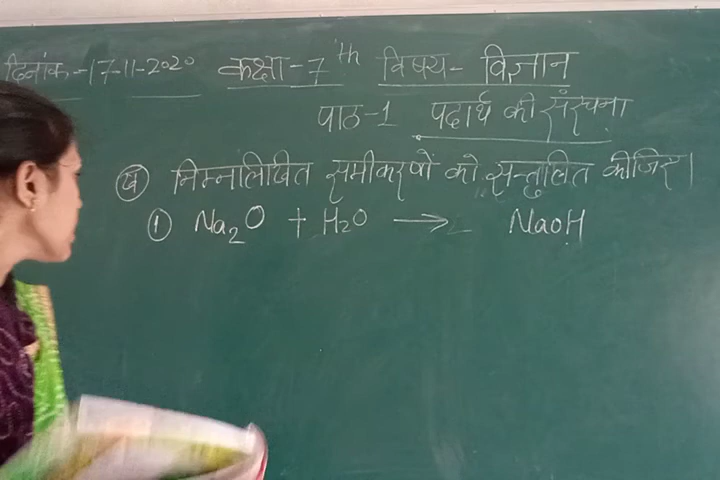 दिनांक:-17-11-2020 कक्षा-7th विषय- विज्ञान
पाठ-1 पदार्थ की संरचना
निम्नलिखित समीकरणों को सन्तुलित कीजिए।
① Na2O + H2O → NaOH